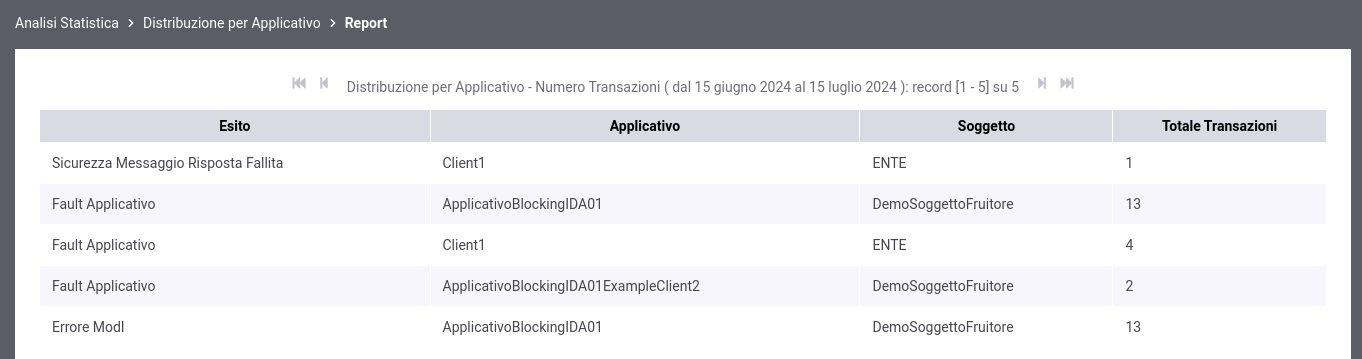 Analisi Statistica > Distribuzione per Applicativo > Report
Distribuzione per Applicativo - Numero Transazioni ( dal 15 giugno 2024 al 15 luglio 2024 ): record [1 - 5] su 5
Esito Applicativo Soggetto Totale Transazioni
Sicurezza Messaggio Risposta Fallita Client1 ENTE 1
Fault Applicativo ApplicativoBlockingIDA01 DemoSoggettoFruitore 13
Fault Applicativo Client1 ENTE 4
Fault Applicativo ApplicativoBlockingIDA01ExampleClient2 DemoSoggettoFruitore 2
Errore ModI ApplicativoBlockingIDA01 DemoSoggettoFruitore 13